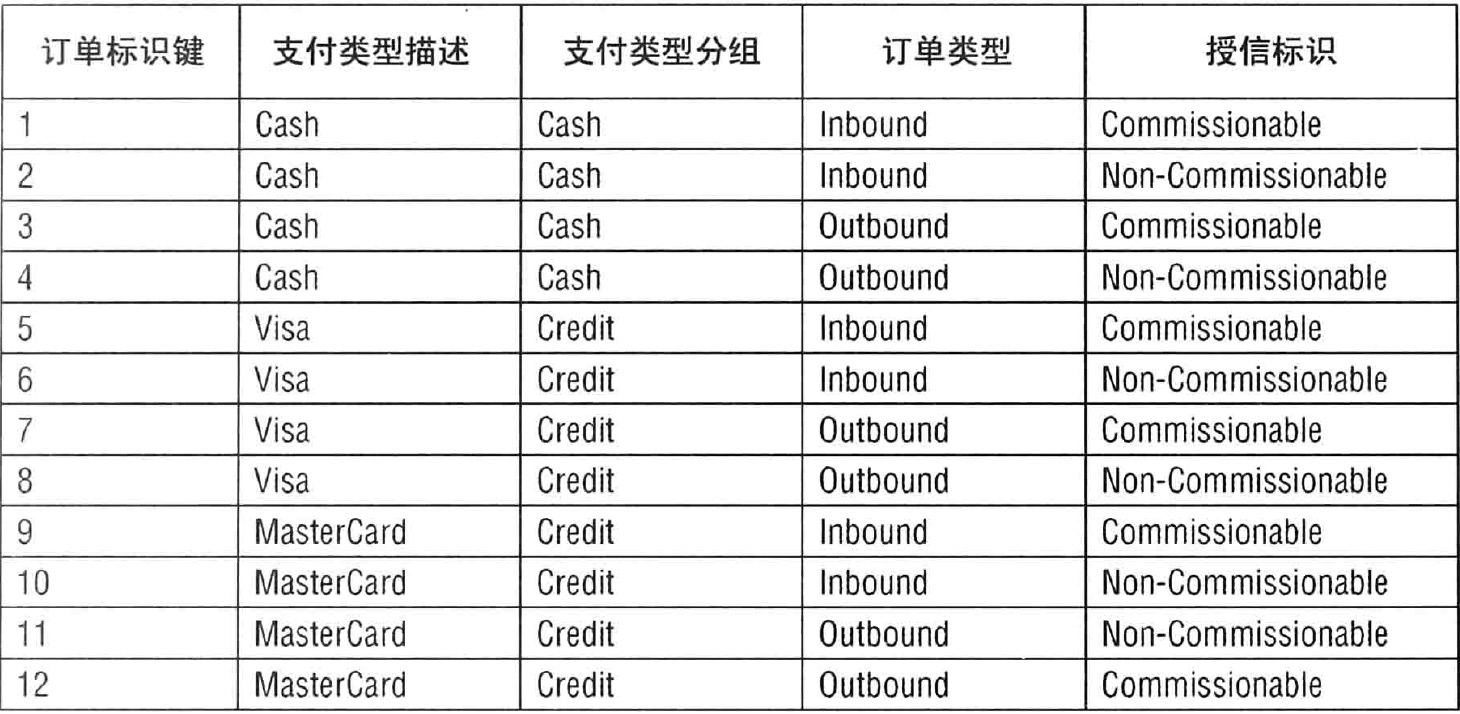 订单标识键 支付类型描述 支付类型分组 订单类型 授信标识
1 Cash Cash Inbound Commissionable
2 Cash Cash Inbound Non-Commissionable
3 Cash Cash Outbound Commissionable
4 Cash Cash Outbound Non-Commissionable
5 Visa Credit Inbound Commissionable
6 Visa Credit Inbound Non-Commissionable
7 Visa Credit Outbound Commissionable
8 Visa Credit Outbound Non-Commissionable
9 MasterCard Credit Inbound Commissionable
10 MasterCard Credit Inbound Non-Commissionable
11 MasterCard Credit Outbound Non-Commissionable
12 MasterCard Credit Outbound Commissionable